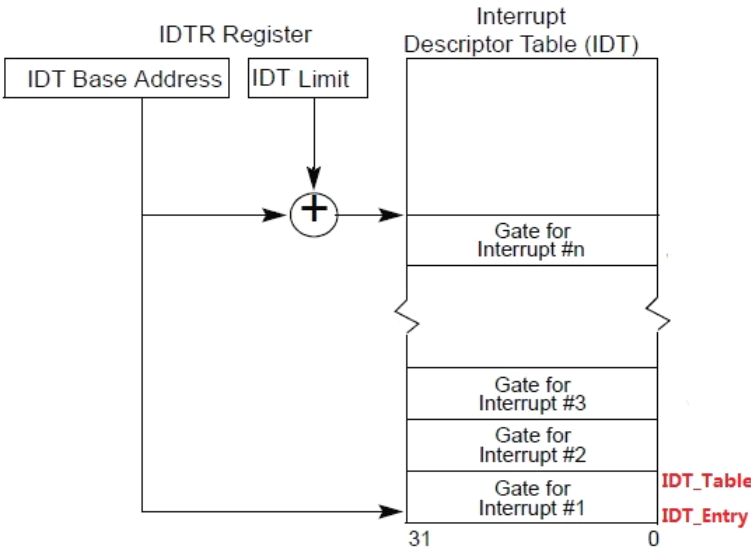 Interrupt
IDTR Register
Descriptor Table (IDT)
IDT Base Address
IDT Limit
+
Gate for
Interrupt #n
Gate for
Interrupt #3
Gate for
Interrupt #2
IDT_Table
Gate for
Interrupt #1
IDT_Entry
31
0